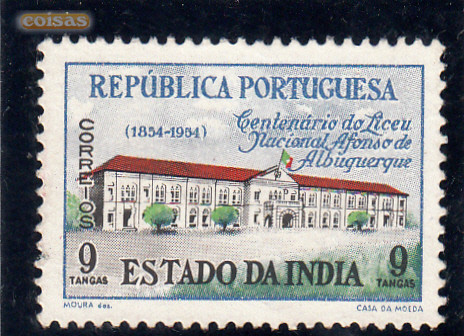 coisas
REPÚBLICA PORTUGUESA
(1854-1954)
Centenário do Liceu
Nacional Afonso de
Albuquerque
CORREIOS
9
TANGAS
ESTADO DA INDIA
9
TANGAS
MOURA des.
CASA DA MOEDA